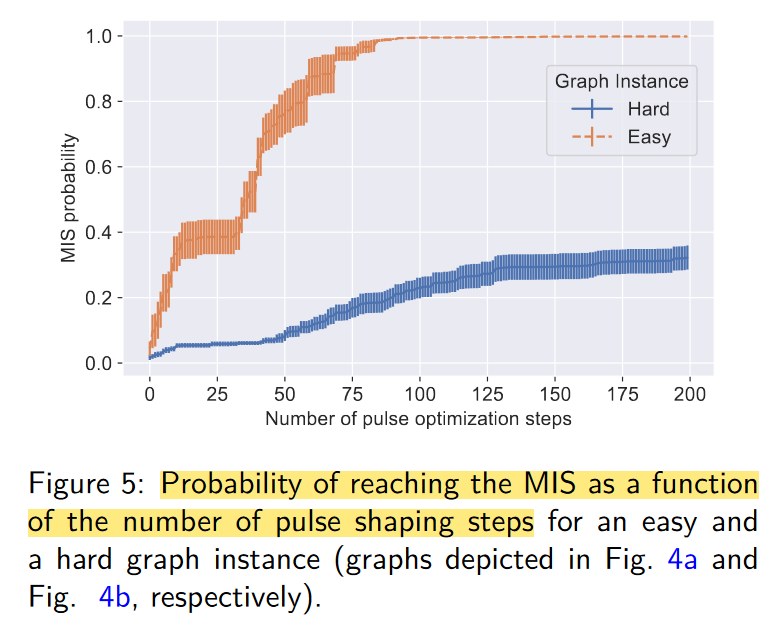 1.0
0.8
0.6
0.4
0.2
0.0
MIS probability
Graph Instance
Hard
Easy
0 25 50 75 100 125 150 175 200
Number of pulse optimization steps
Figure 5: Probability of reaching the MIS as a function
of the number of pulse shaping steps for an easy and
a hard graph instance (graphs depicted in Fig. 4a and
Fig. 4b, respectively).